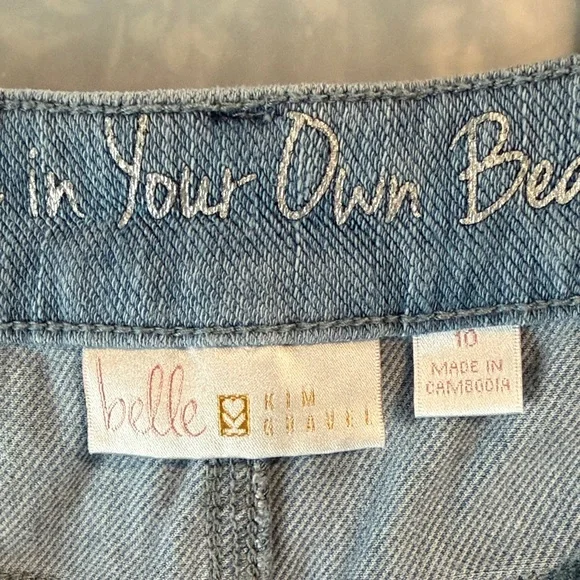 in Your Own
belle KIM
GRAVEL
10
MADE IN
CAMBODIA